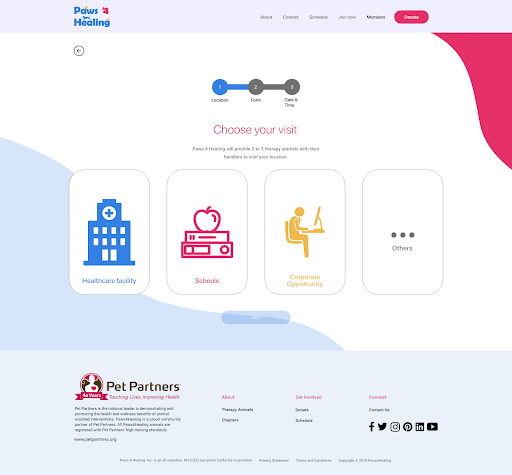 Paws 4
Healing
About Contact Schedule Join now Members Donate
1 2 3
Location Form Date & Time
Choose your visit
Paws 4 Healing will provide 3 to 5 therapy animals with their
handlers to visit your location.
Healthcare facility
Schools
Corporate
Opportunity
Others
40 Years
Pet Partners
Touching Lives, Improving Health
Pet Partners is the national leader in demonstrating and
promoting the health and wellness benefits of animal
assisted interventions. Paws4Healing is a proud community
partner of Pet Partners. All Paws4Healing animals are
registered with Pet Partners' high training standards.
www.petpartners.org
About
Therapy Animals
Chapters
Get Involved
Donate
Schedule
Connect
Contact Us
Paws 4 Healing, Inc. is an all volunteer, 501(c)(3) non profit California Corporation. Privacy Statement Terms and Conditions Copyright © 2019 Paws4Healing